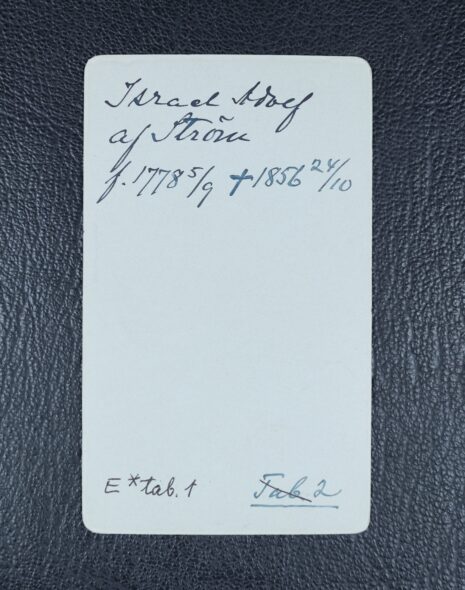 Israel Adolf
af Ström
f. 1778 5/9 † 1856 24/10
E * tab. 1 Tab 2